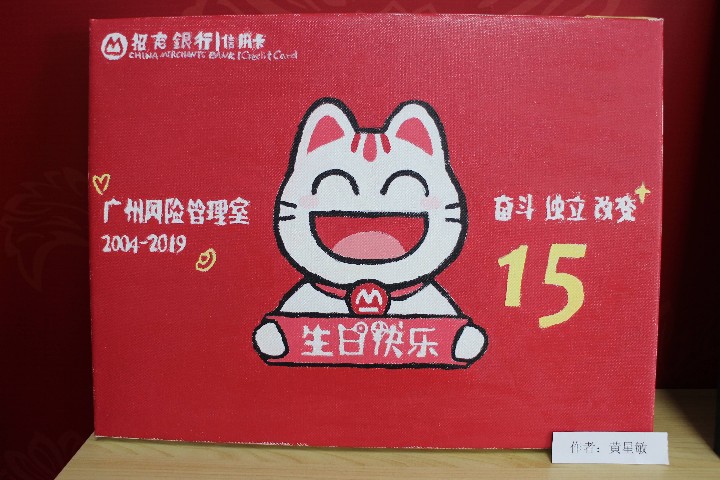 招商銀行|信用卡
CHINA MERCHANTS BANK|Credit Card
广州风险管理室
2004-2019
奋斗 独立 改变
15
生日快乐
作者：黄星敏